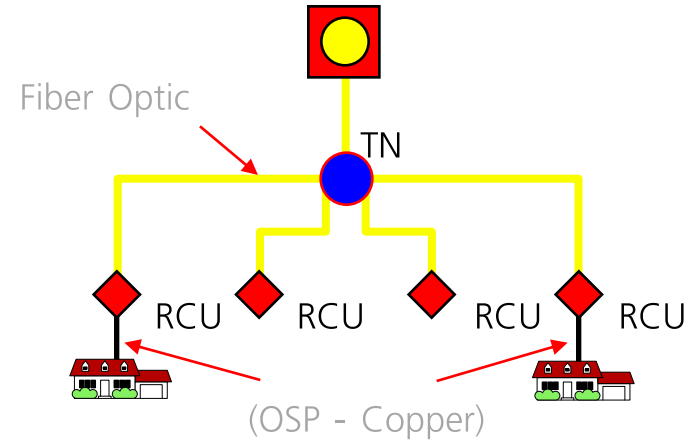 Fiber Optic
TN
RCU
RCU
RCU
RCU
(OSP - Copper)